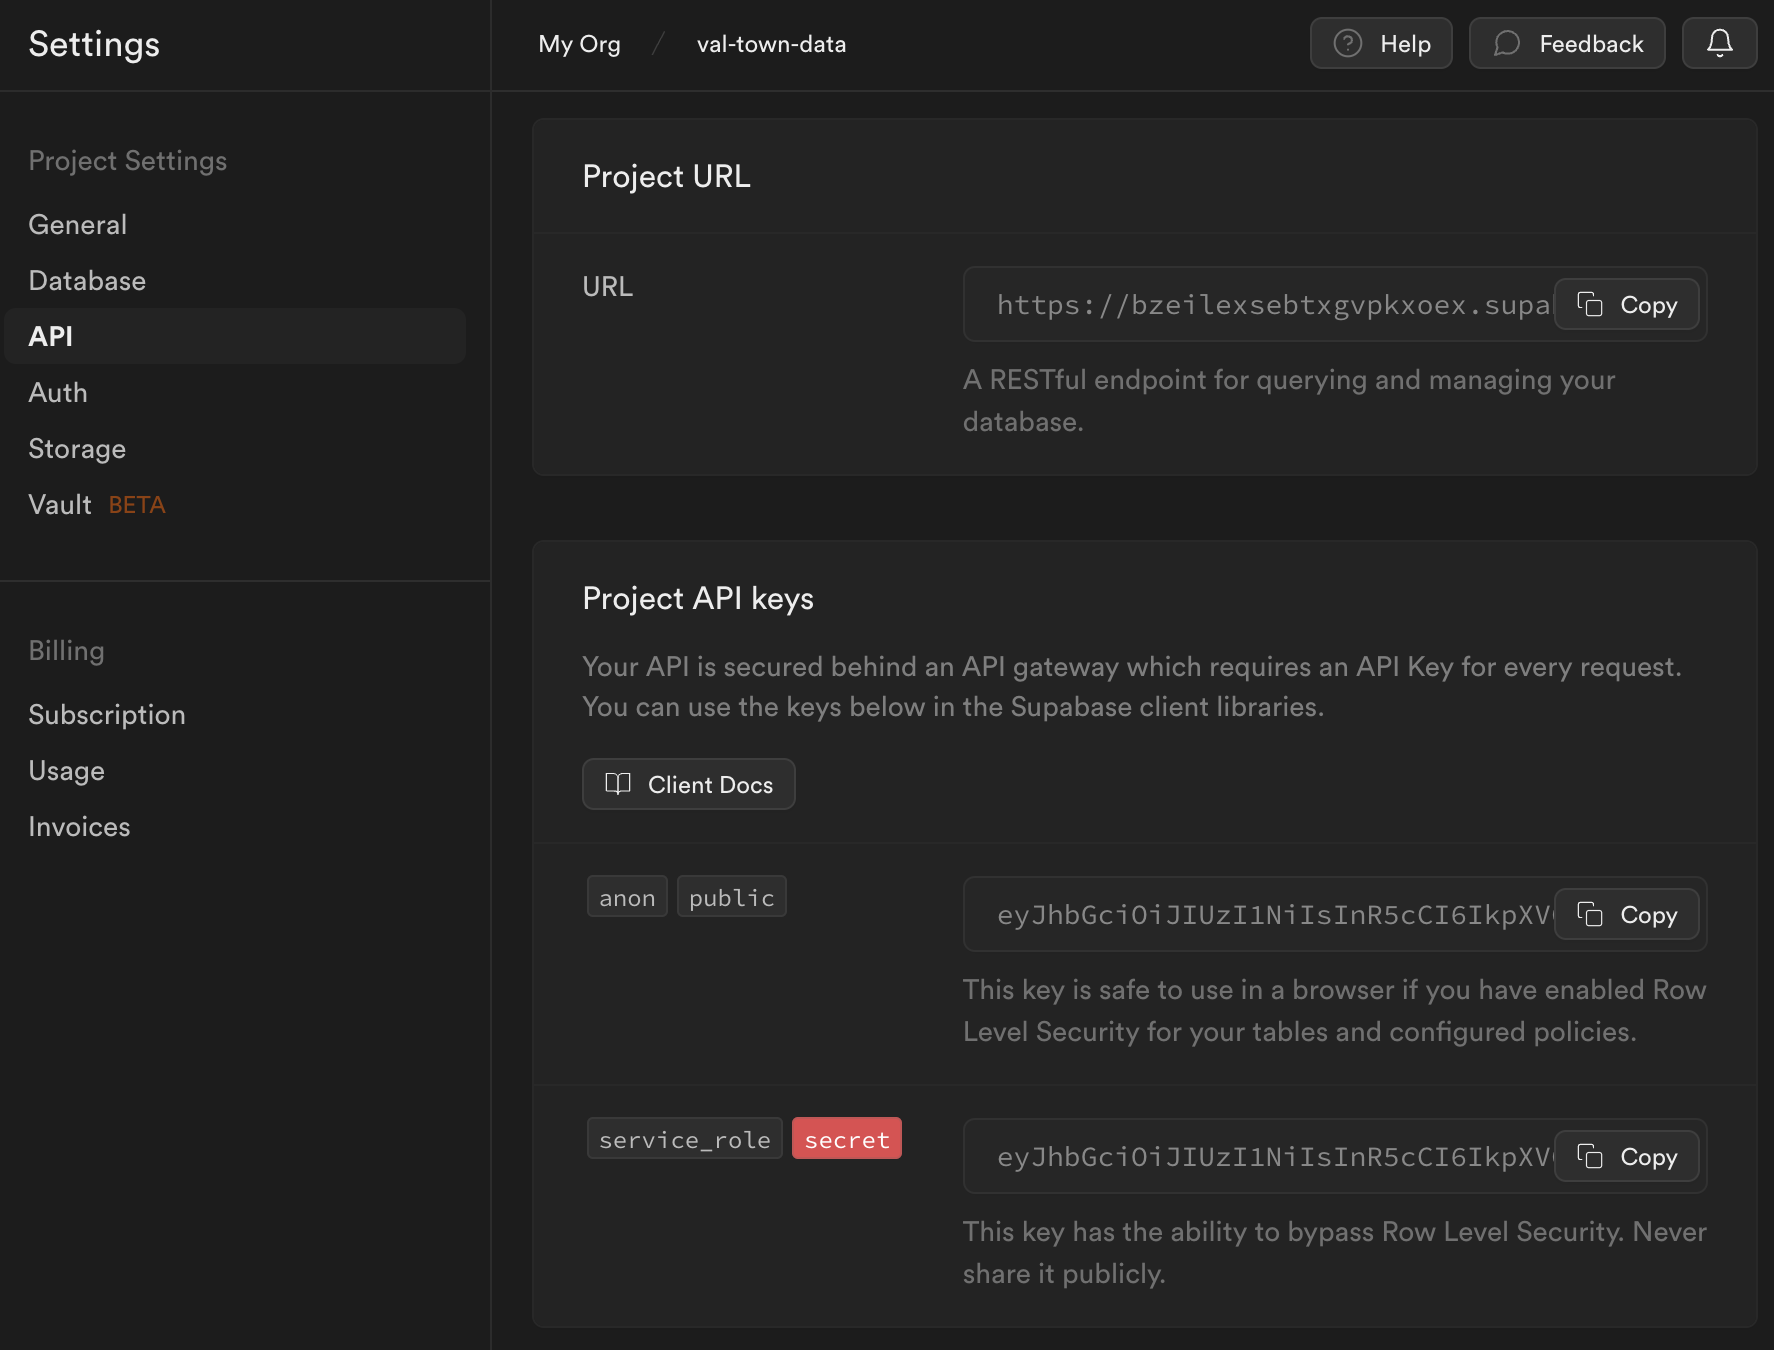 Settings
My Org / val-town-data
Help
Feedback
Project Settings
General
Database
API
Auth
Storage
Vault BETA
Billing
Subscription
Usage
Invoices
Project URL
URL
https://bzeilexsebtxgvpkxoex.supa
Copy
A RESTful endpoint for querying and managing your
database.
Project API keys
Your API is secured behind an API gateway which requires an API Key for every request.
You can use the keys below in the Supabase client libraries.
Client Docs
anon public
eyJhbGciOiJIUzI1NiIsInR5cCI6IkpXV
Copy
This key is safe to use in a browser if you have enabled Row
Level Security for your tables and configured policies.
service_role secret
eyJhbGciOiJIUzI1NiIsInR5cCI6IkpXV
Copy
This key has the ability to bypass Row Level Security. Never
share it publicly.